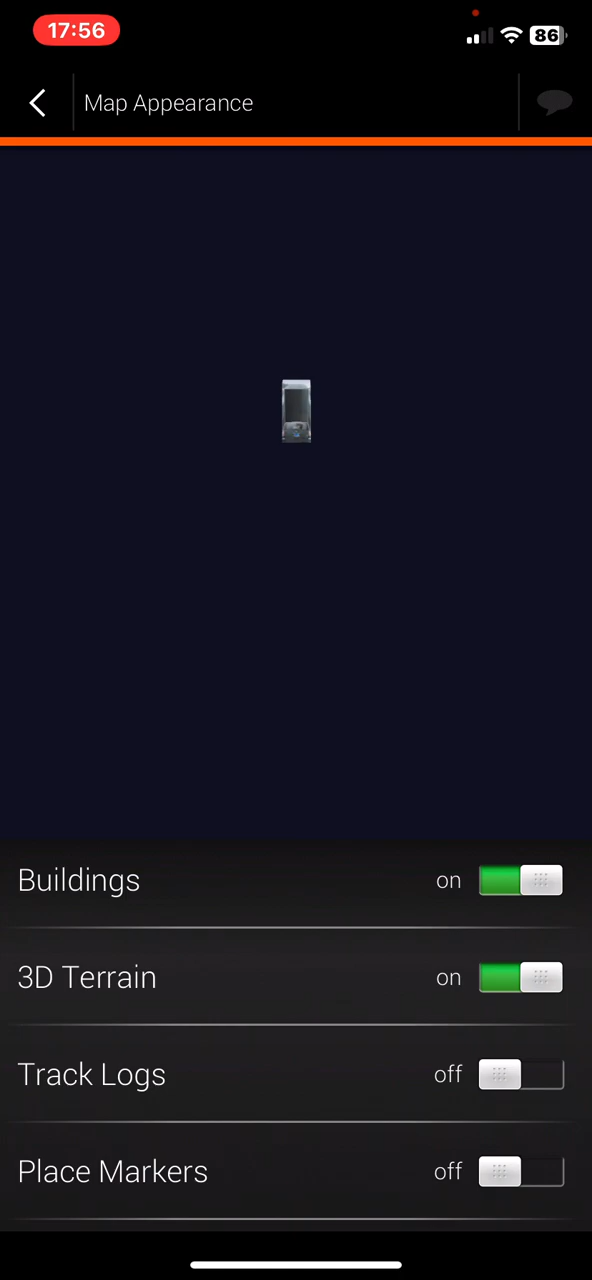 17:56
86
Map Appearance
Buildings on
3D Terrain on
Track Logs off
Place Markers off